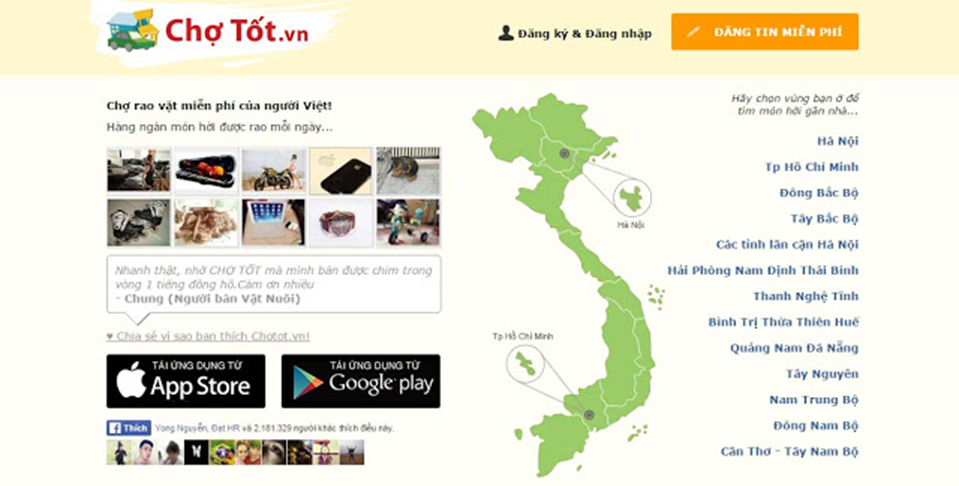 Chợ Tốt.vn
Đăng ký & Đăng nhập
ĐĂNG TIN MIỄN PHÍ
Chợ rao vặt miễn phí của người Việt!
Hàng ngàn món hời được rao mỗi ngày...
Nhanh thật, nhờ CHỢ TỐT mà mình bán được chim trong
vòng 1 tiếng đồng hồ.Cám ơn nhiều
- Chung (Người bán Vật Nuôi)
♥ Chia sẻ vì sao bạn thích Chotot.vn!
TẢI ỨNG DỤNG TỪ
App Store
TẢI ỨNG DỤNG TỪ
Google play
Thích
Yong Nguyễn, Đạt HR và 2.181.329 người khác thích điều này.
Hà Nội
Tp Hồ Chí Minh
Hãy chọn vùng bạn ở để
tìm món hời gần nhà...
Hà Nội
Tp Hồ Chí Minh
Đông Bắc Bộ
Tây Bắc Bộ
Các tỉnh lân cận Hà Nội
Hải Phòng Nam Định Thái Bình
Thanh Nghệ Tĩnh
Bình Trị Thừa Thiên Huế
Quảng Nam Đà Nẵng
Tây Nguyên
Nam Trung Bộ
Đông Nam Bộ
Cần Thơ - Tây Nam Bộ